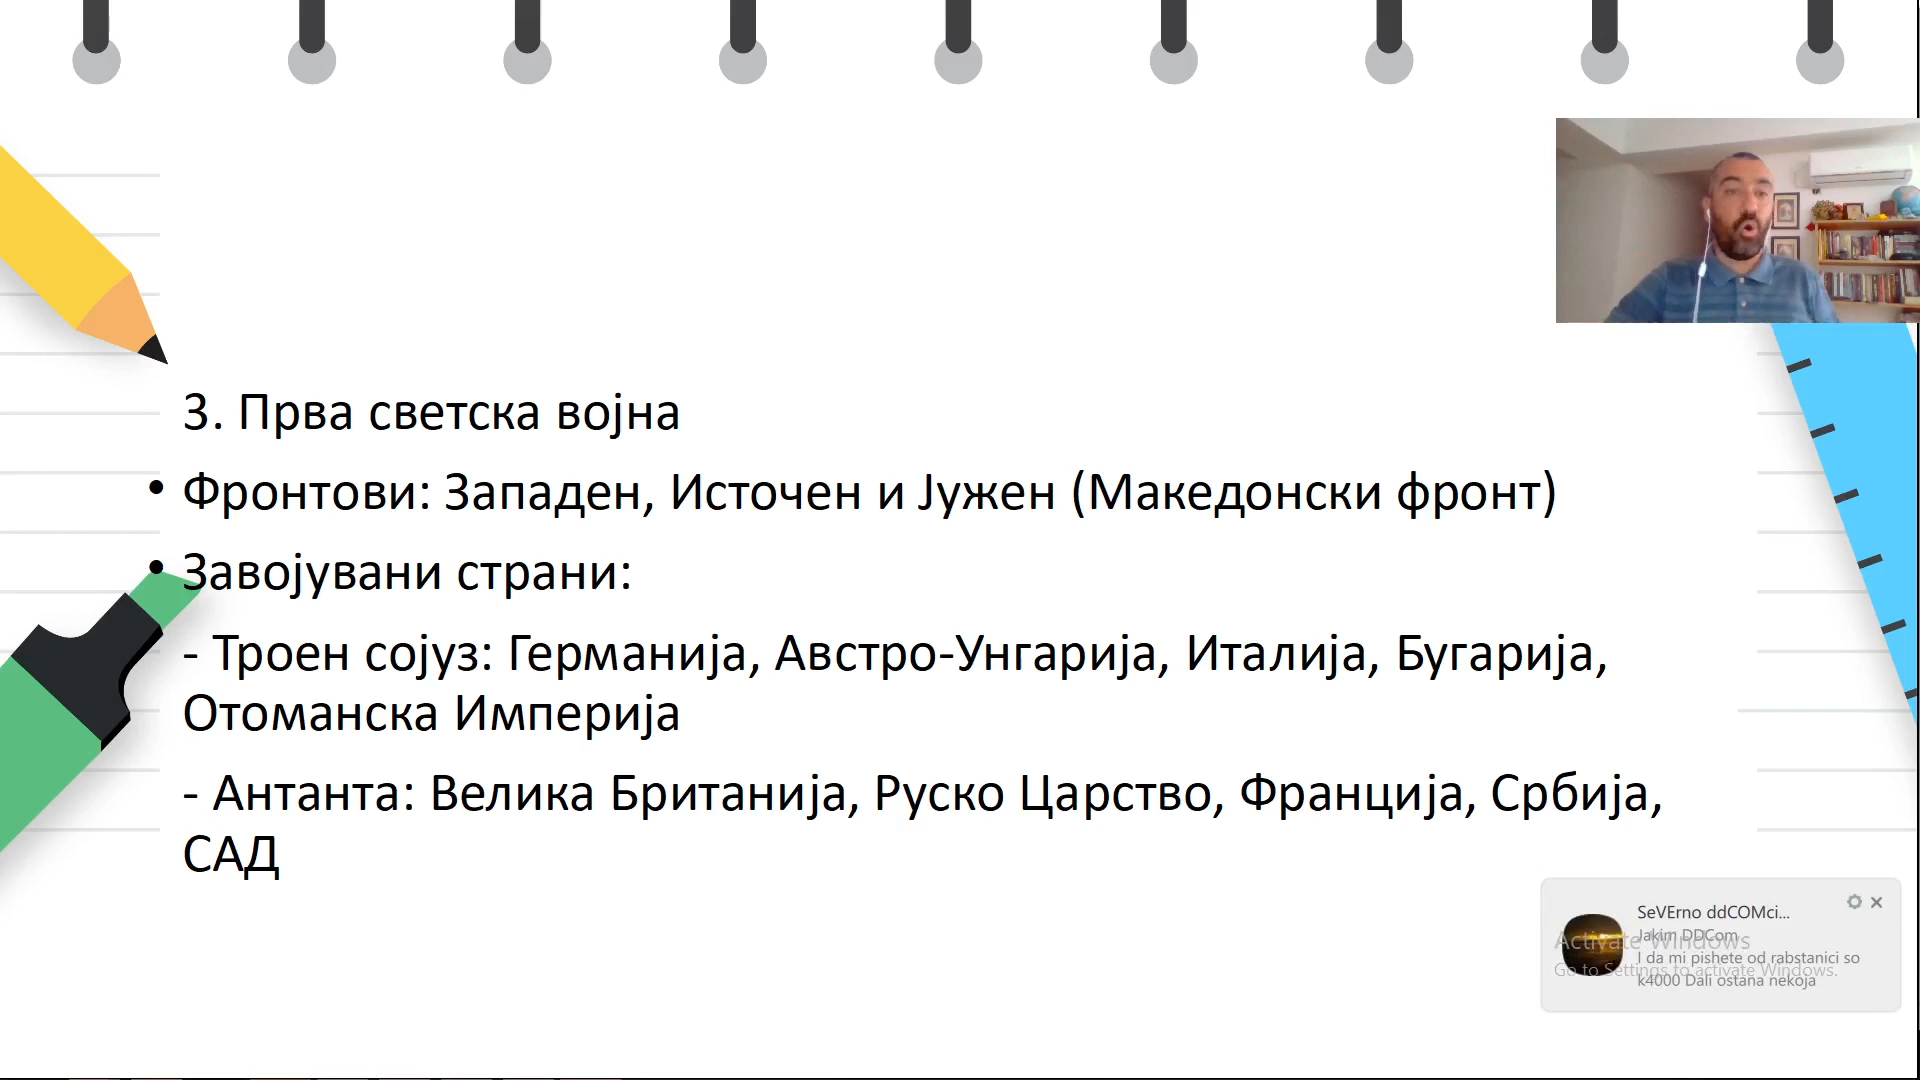 3. Прва светска војна
• Фронтови: Западен, Источен и Јужен (Македонски фронт)
• Завојувани страни:
- Троен сојуз: Германија, Австро-Унгарија, Италија, Бугарија,
Отоманска Империја
- Антанта: Велика Британија, Руско Царство, Франција, Србија,
САД
SeVErno ddCOMci...
Jakim DDCom
Activate Windows
I da mi pishete od rabstanici so
Go to Settings to activate Windows.
k4000 Dali ostana nekoja